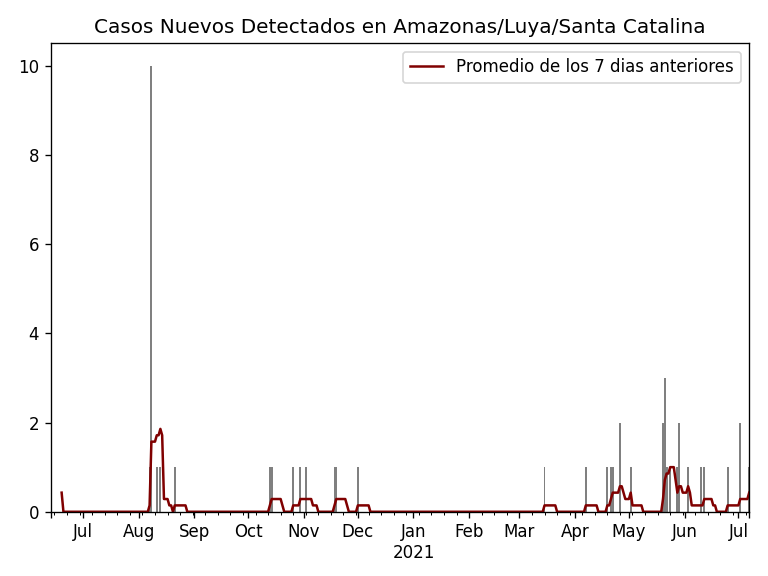 Casos Nuevos Detectados en Amazonas/Luya/Santa Catalina
Promedio de los 7 dias anteriores
10
8
6
4
2
0
Jul Aug Sep Oct Nov Dec Jan Feb Mar Apr May Jun Jul
2021